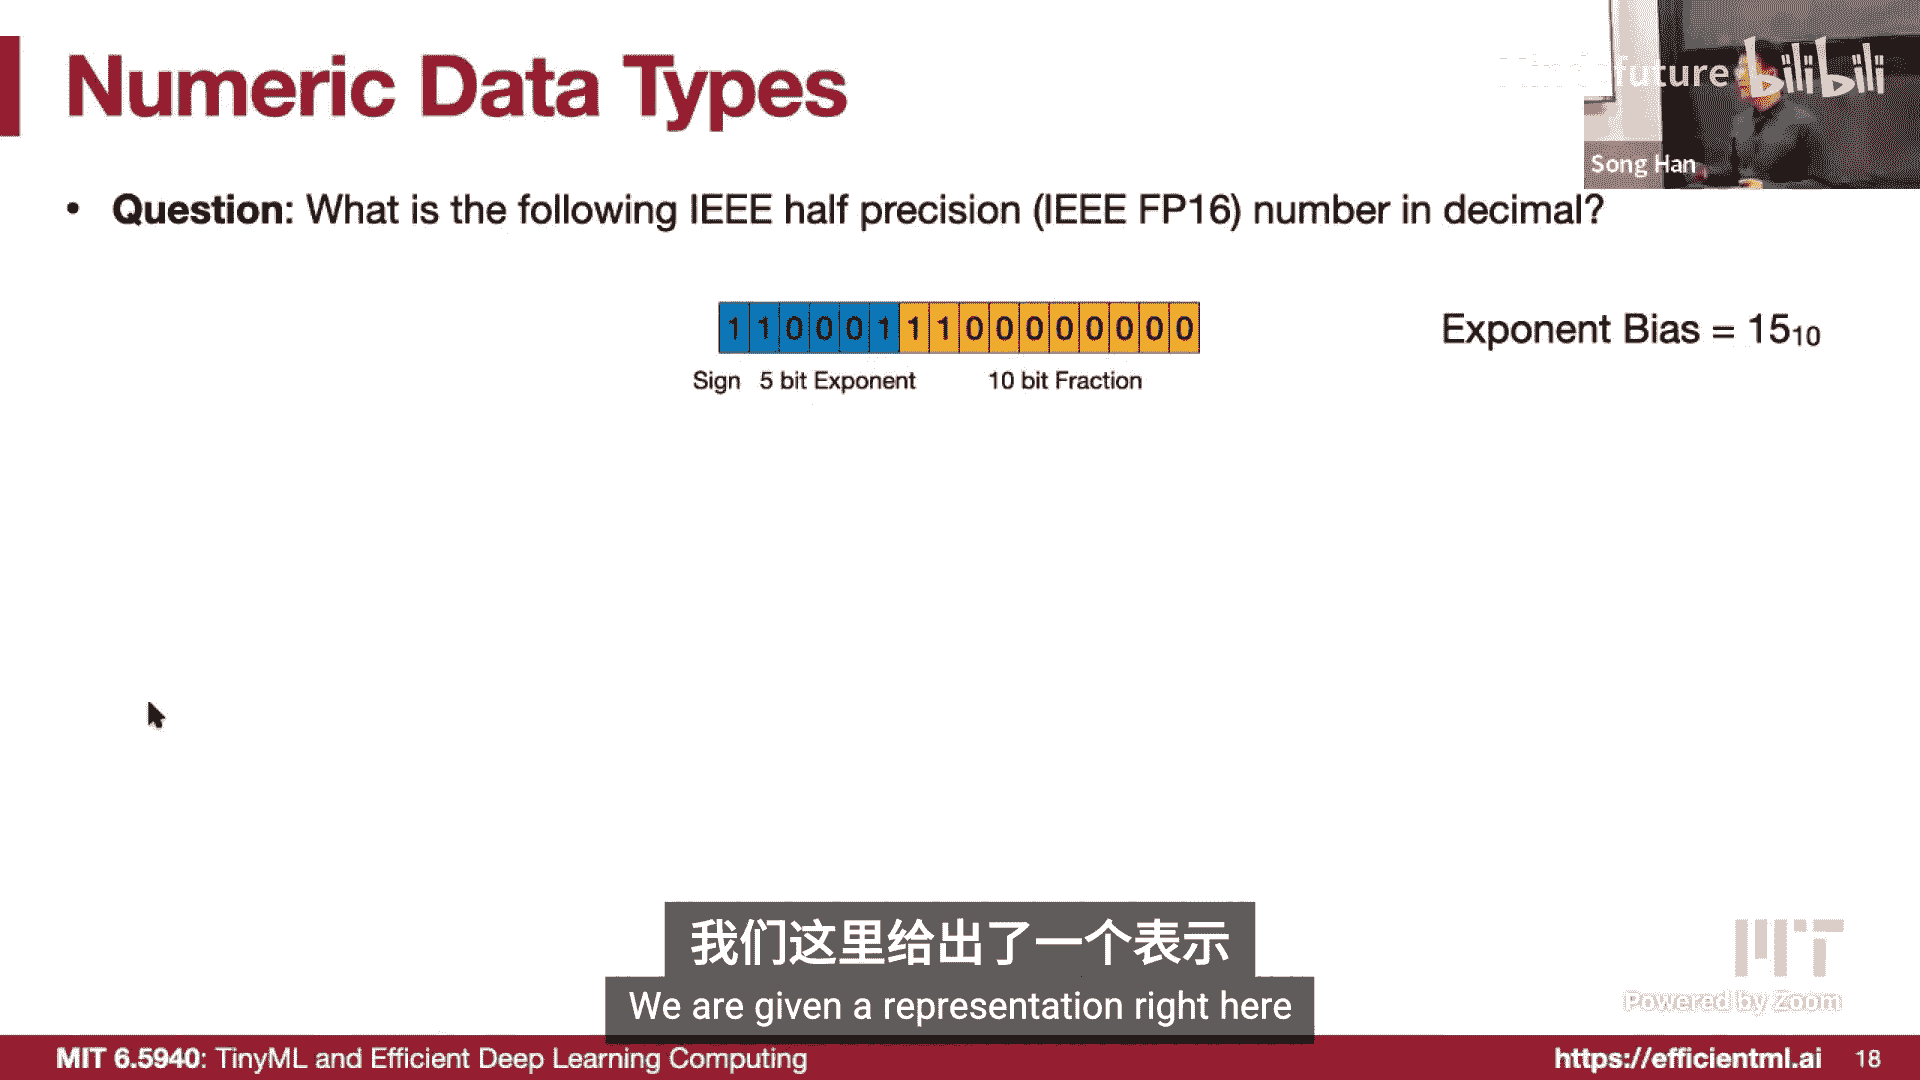 Numeric Data Types
future bilibili
Song Han
• Question: What is the following IEEE half precision (IEEE FP16) number in decimal?
1 1 0 0 0 1 1 1 0 0 0 0 0 0 0 0
Exponent Bias = 15₁₀
Sign 5 bit Exponent 10 bit Fraction
我们这里给出了一个表示
We are given a representation right here
MIT
Powered by Zoom
MIT 6.5940: TinyML and Efficient Deep Learning Computing
https://efficientml.ai 18